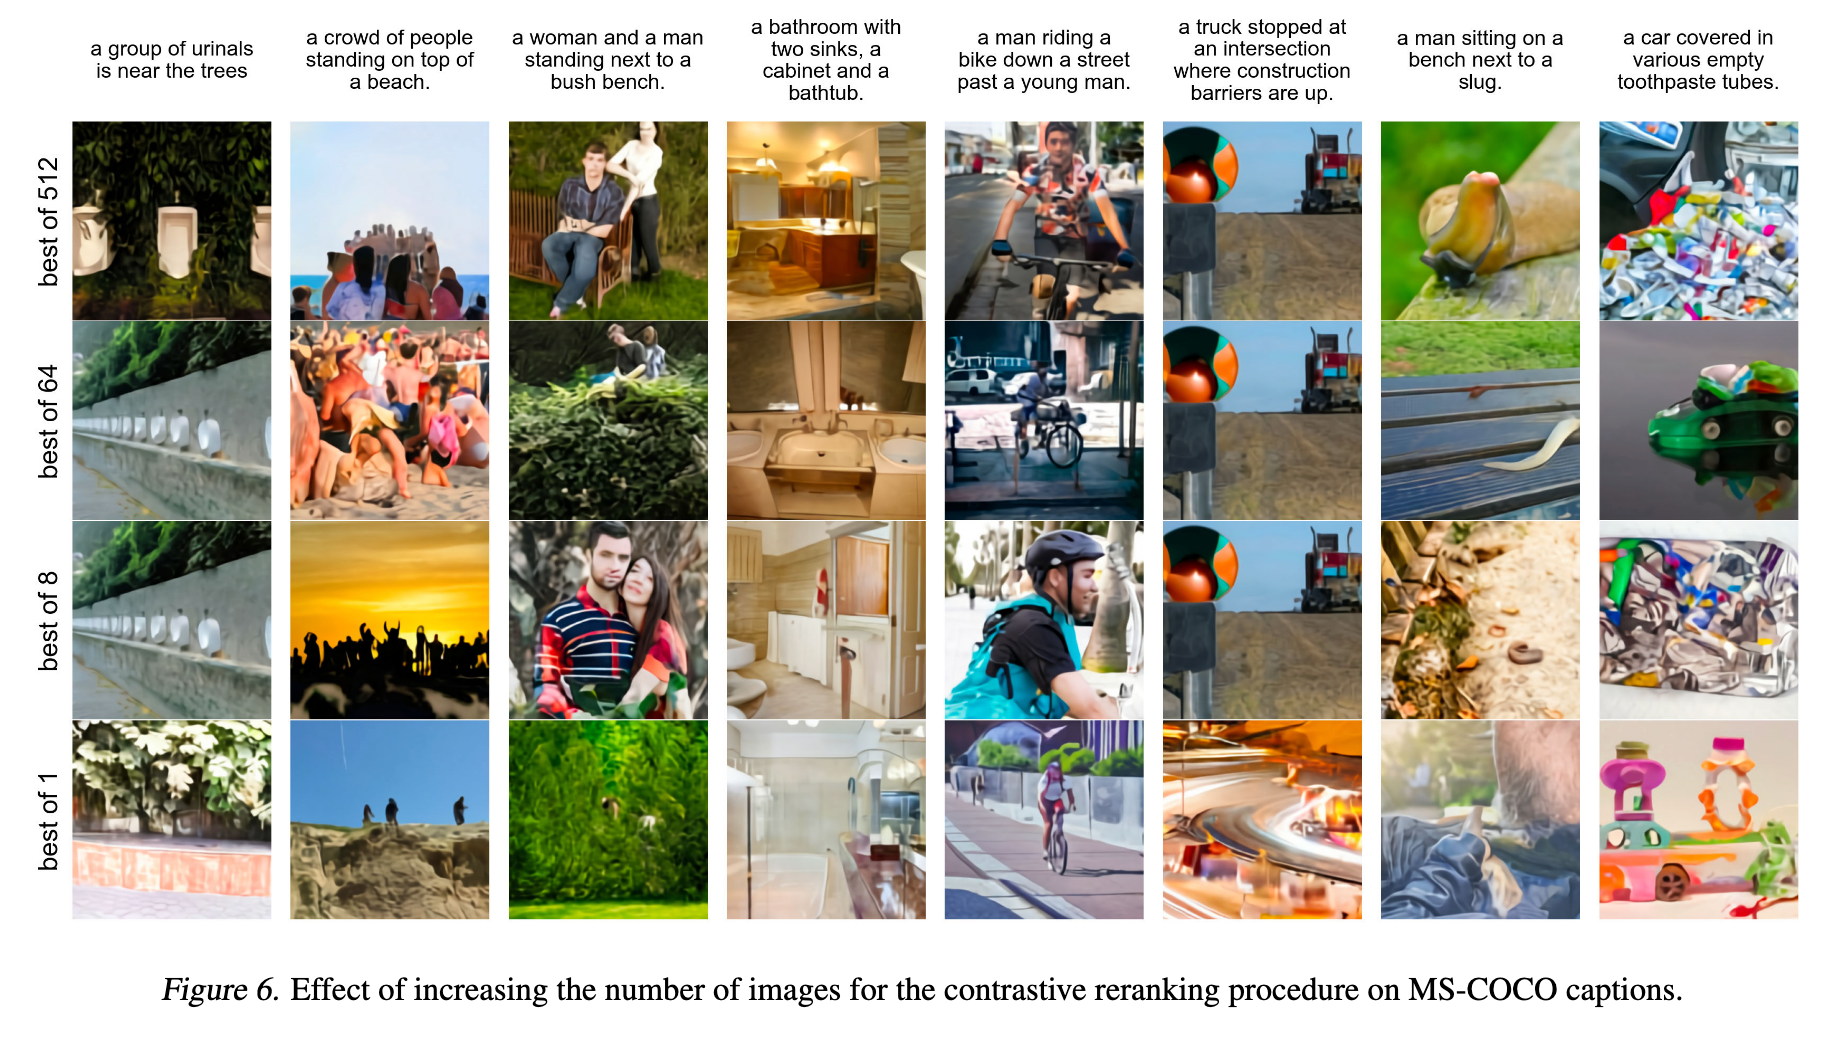 a group of urinals
is near the trees
a crowd of people
standing on top of
a beach.
a woman and a man
standing next to a
bush bench.
a bathroom with
two sinks, a
cabinet and a
bathtub.
a man riding a
bike down a street
past a young man.
a truck stopped at
an intersection
where construction
barriers are up.
a man sitting on a
bench next to a
slug.
a car covered in
various empty
toothpaste tubes.
best of 512
best of 64
best of 8
best of 1
Figure 6. Effect of increasing the number of images for the contrastive reranking procedure on MS-COCO captions.